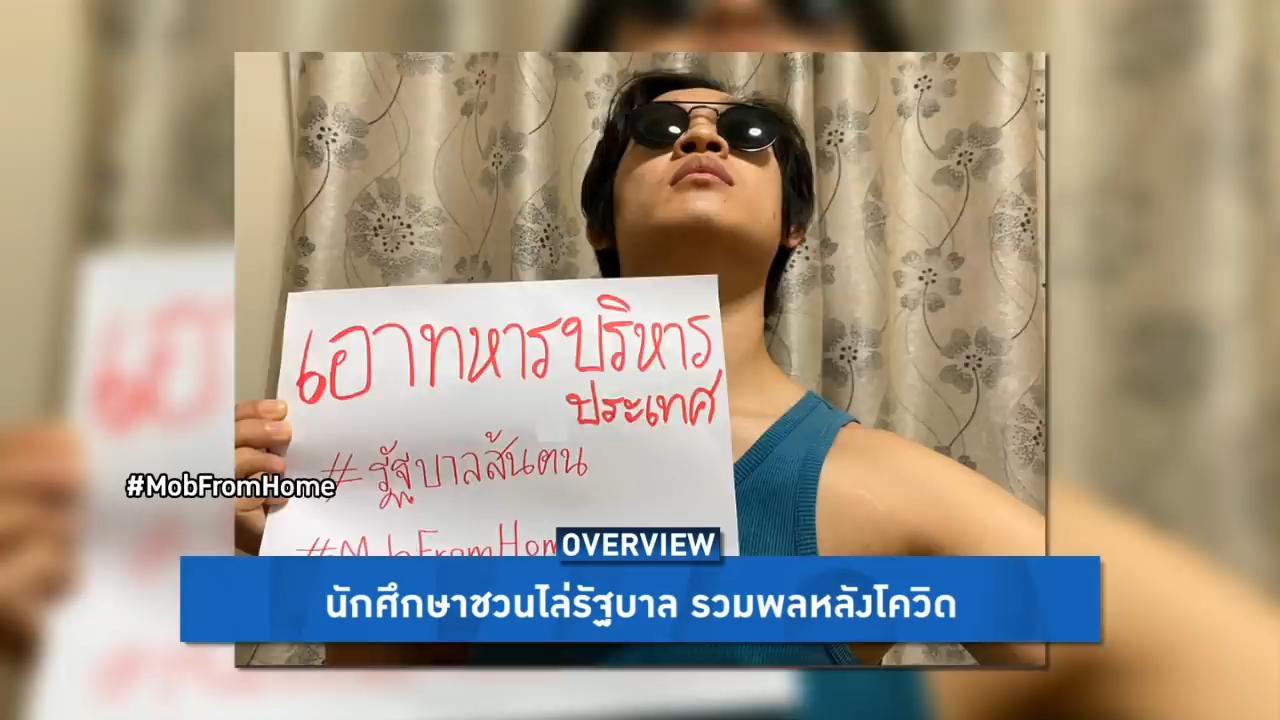 เอาทหารบริหาร
ประเทศ
#รัฐบาลส้นตีน
#MobFromHome
OVERVIEW
นักศึกษาชวนไล่รัฐบาล รวมพลหลังโควิด